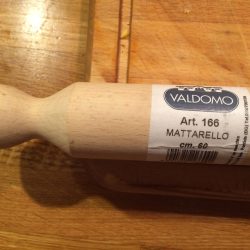 VALDOMO
Art. 166
MATTARELLO
cm. 60